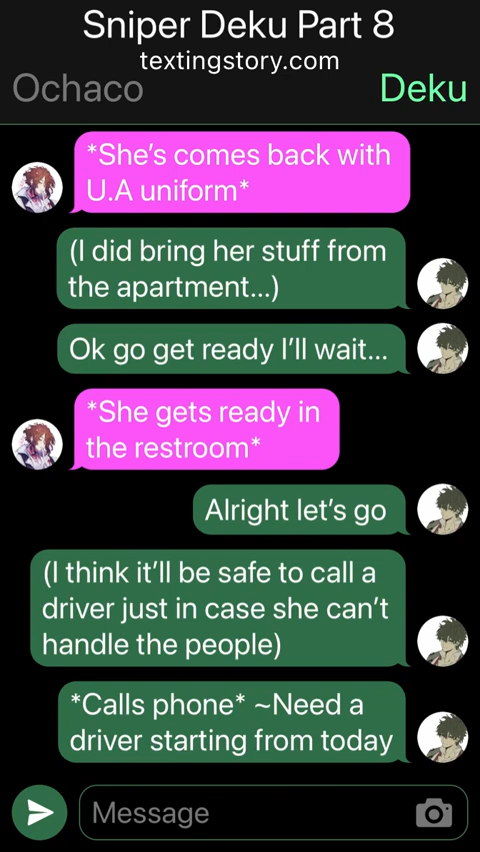 Sniper Deku Part 8
textingstory.com
Ochaco
Deku
*She's comes back with
U.A uniform*
(I did bring her stuff from
the apartment...)
Ok go get ready I'll wait...
*She gets ready in
the restroom*
Alright let's go
(I think it'll be safe to call a
driver just in case she can't
handle the people)
*Calls phone* ~Need a
driver starting from today
Message